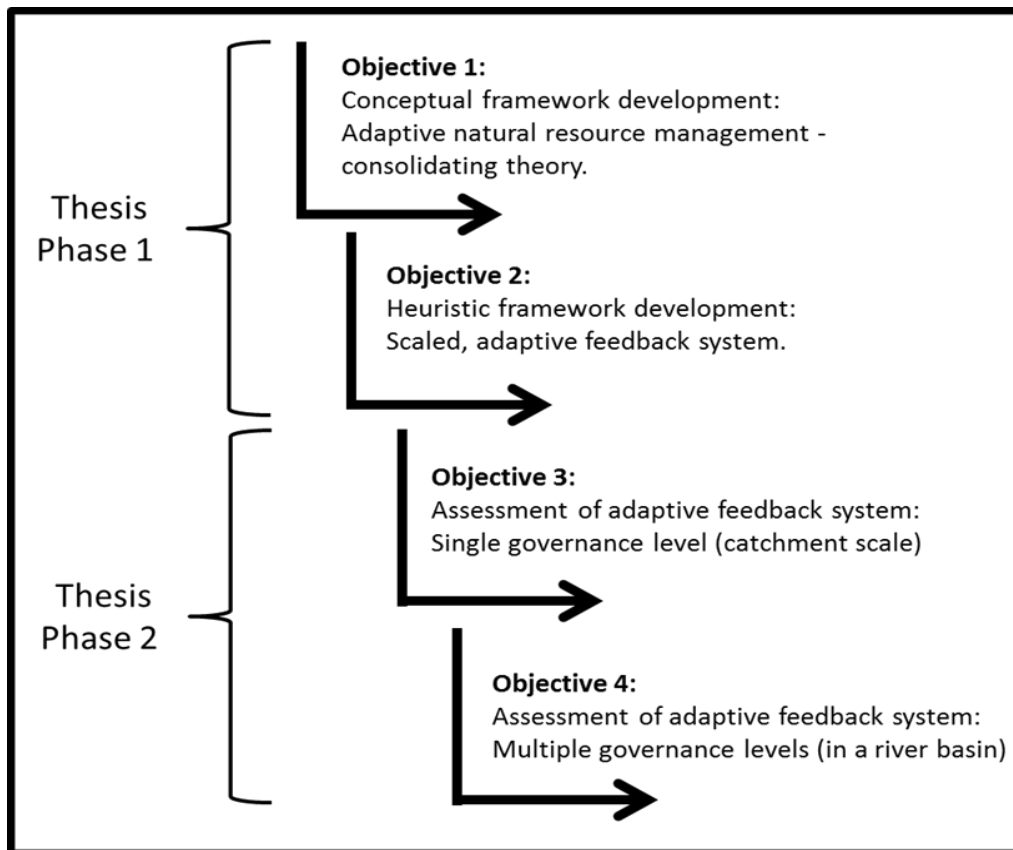 Thesis
Phase 1
Objective 1:
Conceptual framework development:
Adaptive natural resource management -
consolidating theory.
Objective 2:
Heuristic framework development:
Scaled, adaptive feedback system.
Thesis
Phase 2
Objective 3:
Assessment of adaptive feedback system:
Single governance level (catchment scale)
Objective 4:
Assessment of adaptive feedback system:
Multiple governance levels (in a river basin)